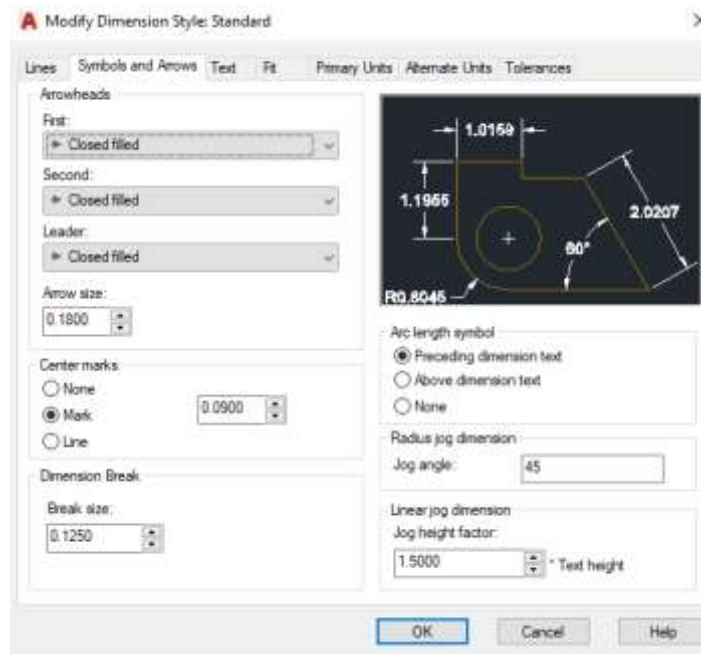 Modify Dimension Style: Standard
Lines Symbols and Arrows Text Fit Primary Units Alternate Units Tolerances
Arrowheads
First:
Closed filled
Second:
Closed filled
Leader:
Closed filled
Arrow size:
0.1800
Center marks
None
Mark
0.0900
Line
Dimension Break
Break size:
0.1250
1.0159
1.1955
2.0207
60°
R0.8045
Arc length symbol
Preceding dimension text
Above dimension text
None
Radius jog dimension
Jog angle: 45
Linear jog dimension
Jog height factor:
1.5000 * Text height
OK Cancel Help